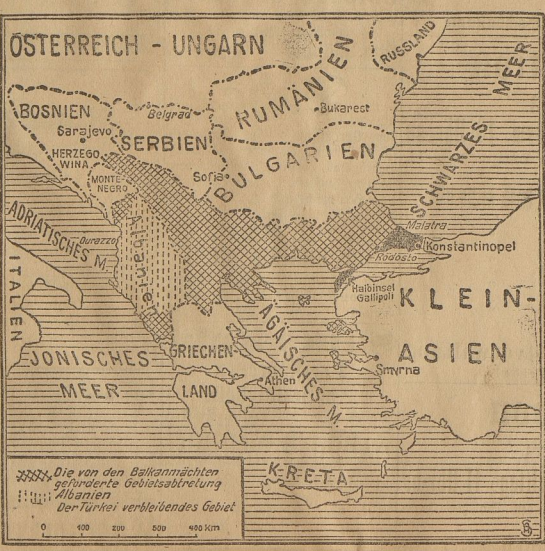 ÖSTERREICH - UNGARN
RUSSLAND
RUMÄNIEN
Bukarest
SCHWARZES MEER
BOSNIEN
Sarajevo
HERZEGO
WINA
Belgrad
SERBIEN
MONTE-
NEGRO
Sofia
BULGARIEN
ADRIATISCHES M.
Durazzo
Albanien
ITALIEN
Malatra
Konstantinopel
Rodosto
Halbinsel
Gallipoli
KLEIN-
ASIEN
ÄGÄISCHES M.
Smyrna
GRIECHEN-
LAND
Athen
JONISCHES
MEER
KRETA
Die von den Balkanmächten
geforderte Gebietsabtretung
Albanien
Der Türkei verbleibendes Gebiet
0 100 200 300 400 km